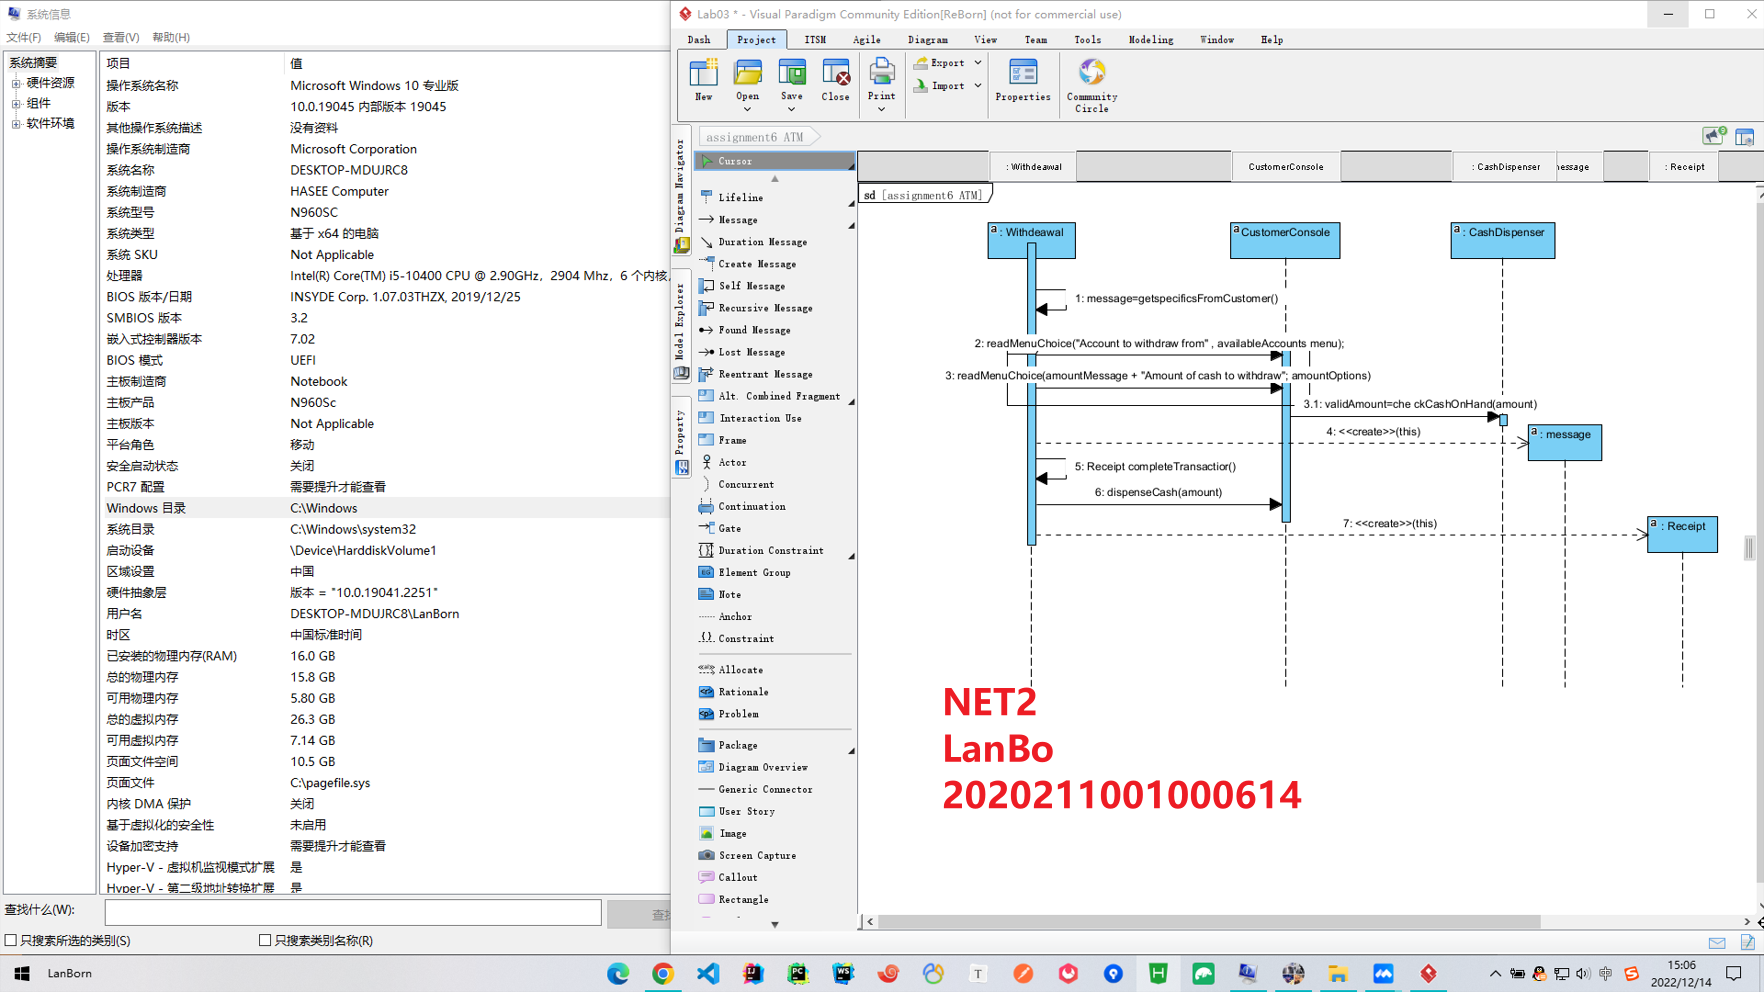 系统信息
文件(F) 编辑(E) 查看(V) 帮助(H)
系统摘要
硬件资源
组件
软件环境
项目 值
操作系统名称 Microsoft Windows 10 专业版
版本 10.0.19045 内部版本 19045
其他操作系统描述 没有资料
操作系统制造商 Microsoft Corporation
系统名称 DESKTOP-MDUJRC8
系统制造商 HASEE Computer
系统型号 N960SC
系统类型 基于 x64 的电脑
系统 SKU Not Applicable
处理器 Intel(R) Core(TM) i5-10400 CPU @ 2.90GHz，2904 Mhz，6 个内核，
BIOS 版本/日期 INSYDE Corp. 1.07.03THZX, 2019/12/25
SMBIOS 版本 3.2
嵌入式控制器版本 7.02
BIOS 模式 UEFI
主板制造商 Notebook
主板产品 N960Sc
主板版本 Not Applicable
平台角色 移动
安全启动状态 关闭
PCR7 配置 需要提升才能查看
Windows 目录 C:\Windows
系统目录 C:\Windows\system32
启动设备 \Device\HarddiskVolume1
区域设置 中国
硬件抽象层 版本 = "10.0.19041.2251"
用户名 DESKTOP-MDUJRC8\LanBorn
时区 中国标准时间
已安装的物理内存(RAM) 16.0 GB
总的物理内存 15.8 GB
可用物理内存 5.80 GB
总的虚拟内存 26.3 GB
可用虚拟内存 7.14 GB
页面文件空间 10.5 GB
页面文件 C:\pagefile.sys
内核 DMA 保护 关闭
基于虚拟化的安全性 未启用
设备加密支持 需要提升才能查看
Hyper-V - 虚拟机监视模式扩展 是
Hyper-V - 第二级地址转换扩展 是
查找什么(W):
只搜索所选的类别(S) 只搜索类别名称(R)
Lab03 * - Visual Paradigm Community Edition[ReBorn] (not for commercial use)
Dash Project ITSM Agile Diagram View Team Tools Modeling Window Help
New Open Save Close Print
Export
Import
Properties
Community Circle
assignment6 ATM
Diagram Navigator
Model Explorer
Property
Cursor
Lifeline
Message
Duration Message
Create Message
Self Message
Recursive Message
Found Message
Lost Message
Reentrant Message
Alt. Combined Fragment
Interaction Use
Frame
Actor
Concurrent
Continuation
Gate
Duration Constraint
Element Group
Note
Anchor
Constraint
Allocate
Rationale
Problem
Package
Diagram Overview
Generic Connector
User Story
Image
Screen Capture
Callout
Rectangle
: Withdeawal CustomerConsole : CashDispenser essage : Receipt
sd [assignment6 ATM]
a : Withdeawal
a CustomerConsole
a : CashDispenser
1: message=getspecificsFromCustomer()
2: readMenuChoice("Account to withdraw from" , availableAccounts menu);
3: readMenuChoice(amountMessage + "Amount of cash to withdraw"; amountOptions)
3.1: validAmount=che ckCashOnHand(amount)
4: <<create>>(this)
a : message
5: Receipt completeTransactior()
6: dispenseCash(amount)
7: <<create>>(this)
a : Receipt
NET2
LanBo
2020211001000614
LanBorn
15:06
2022/12/14